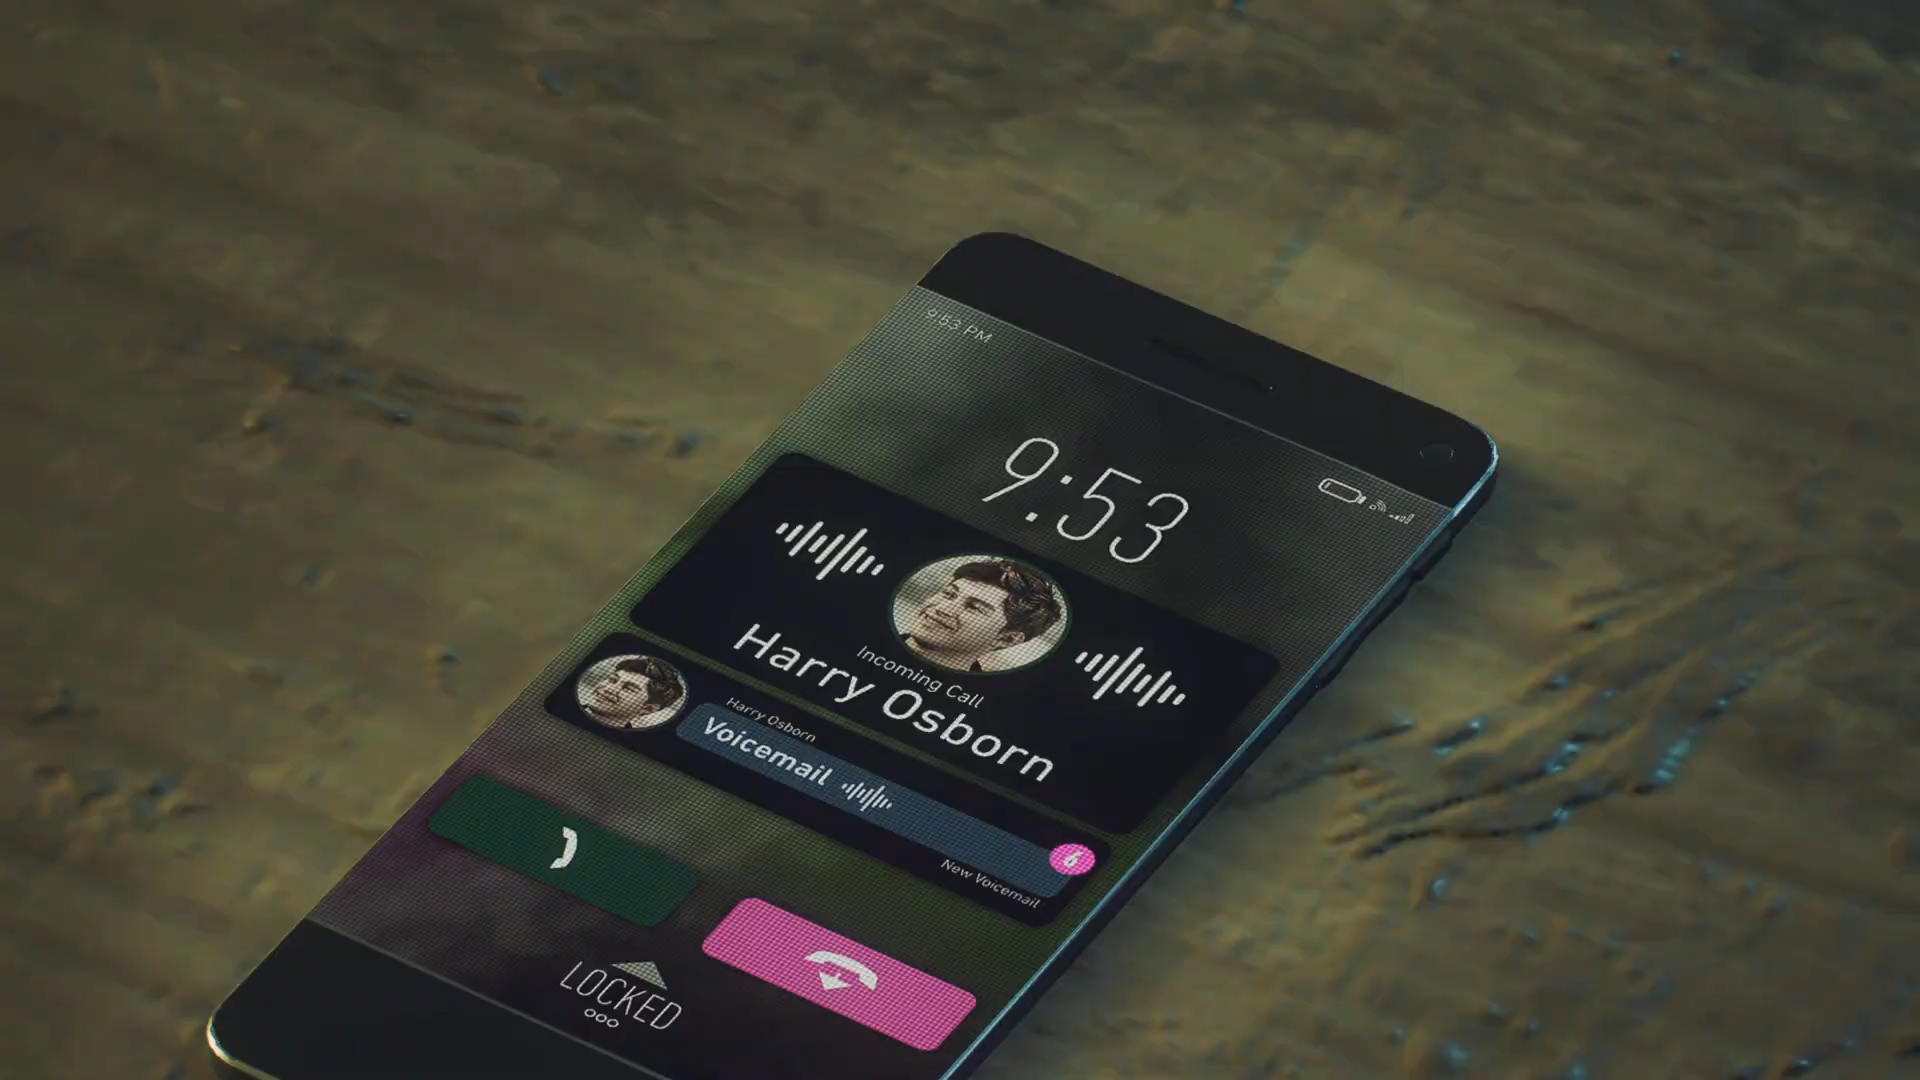 9:53 PM
9:53
Incoming Call
Harry Osborn
Harry Osborn
Voicemail
6
New Voicemail
LOCKED